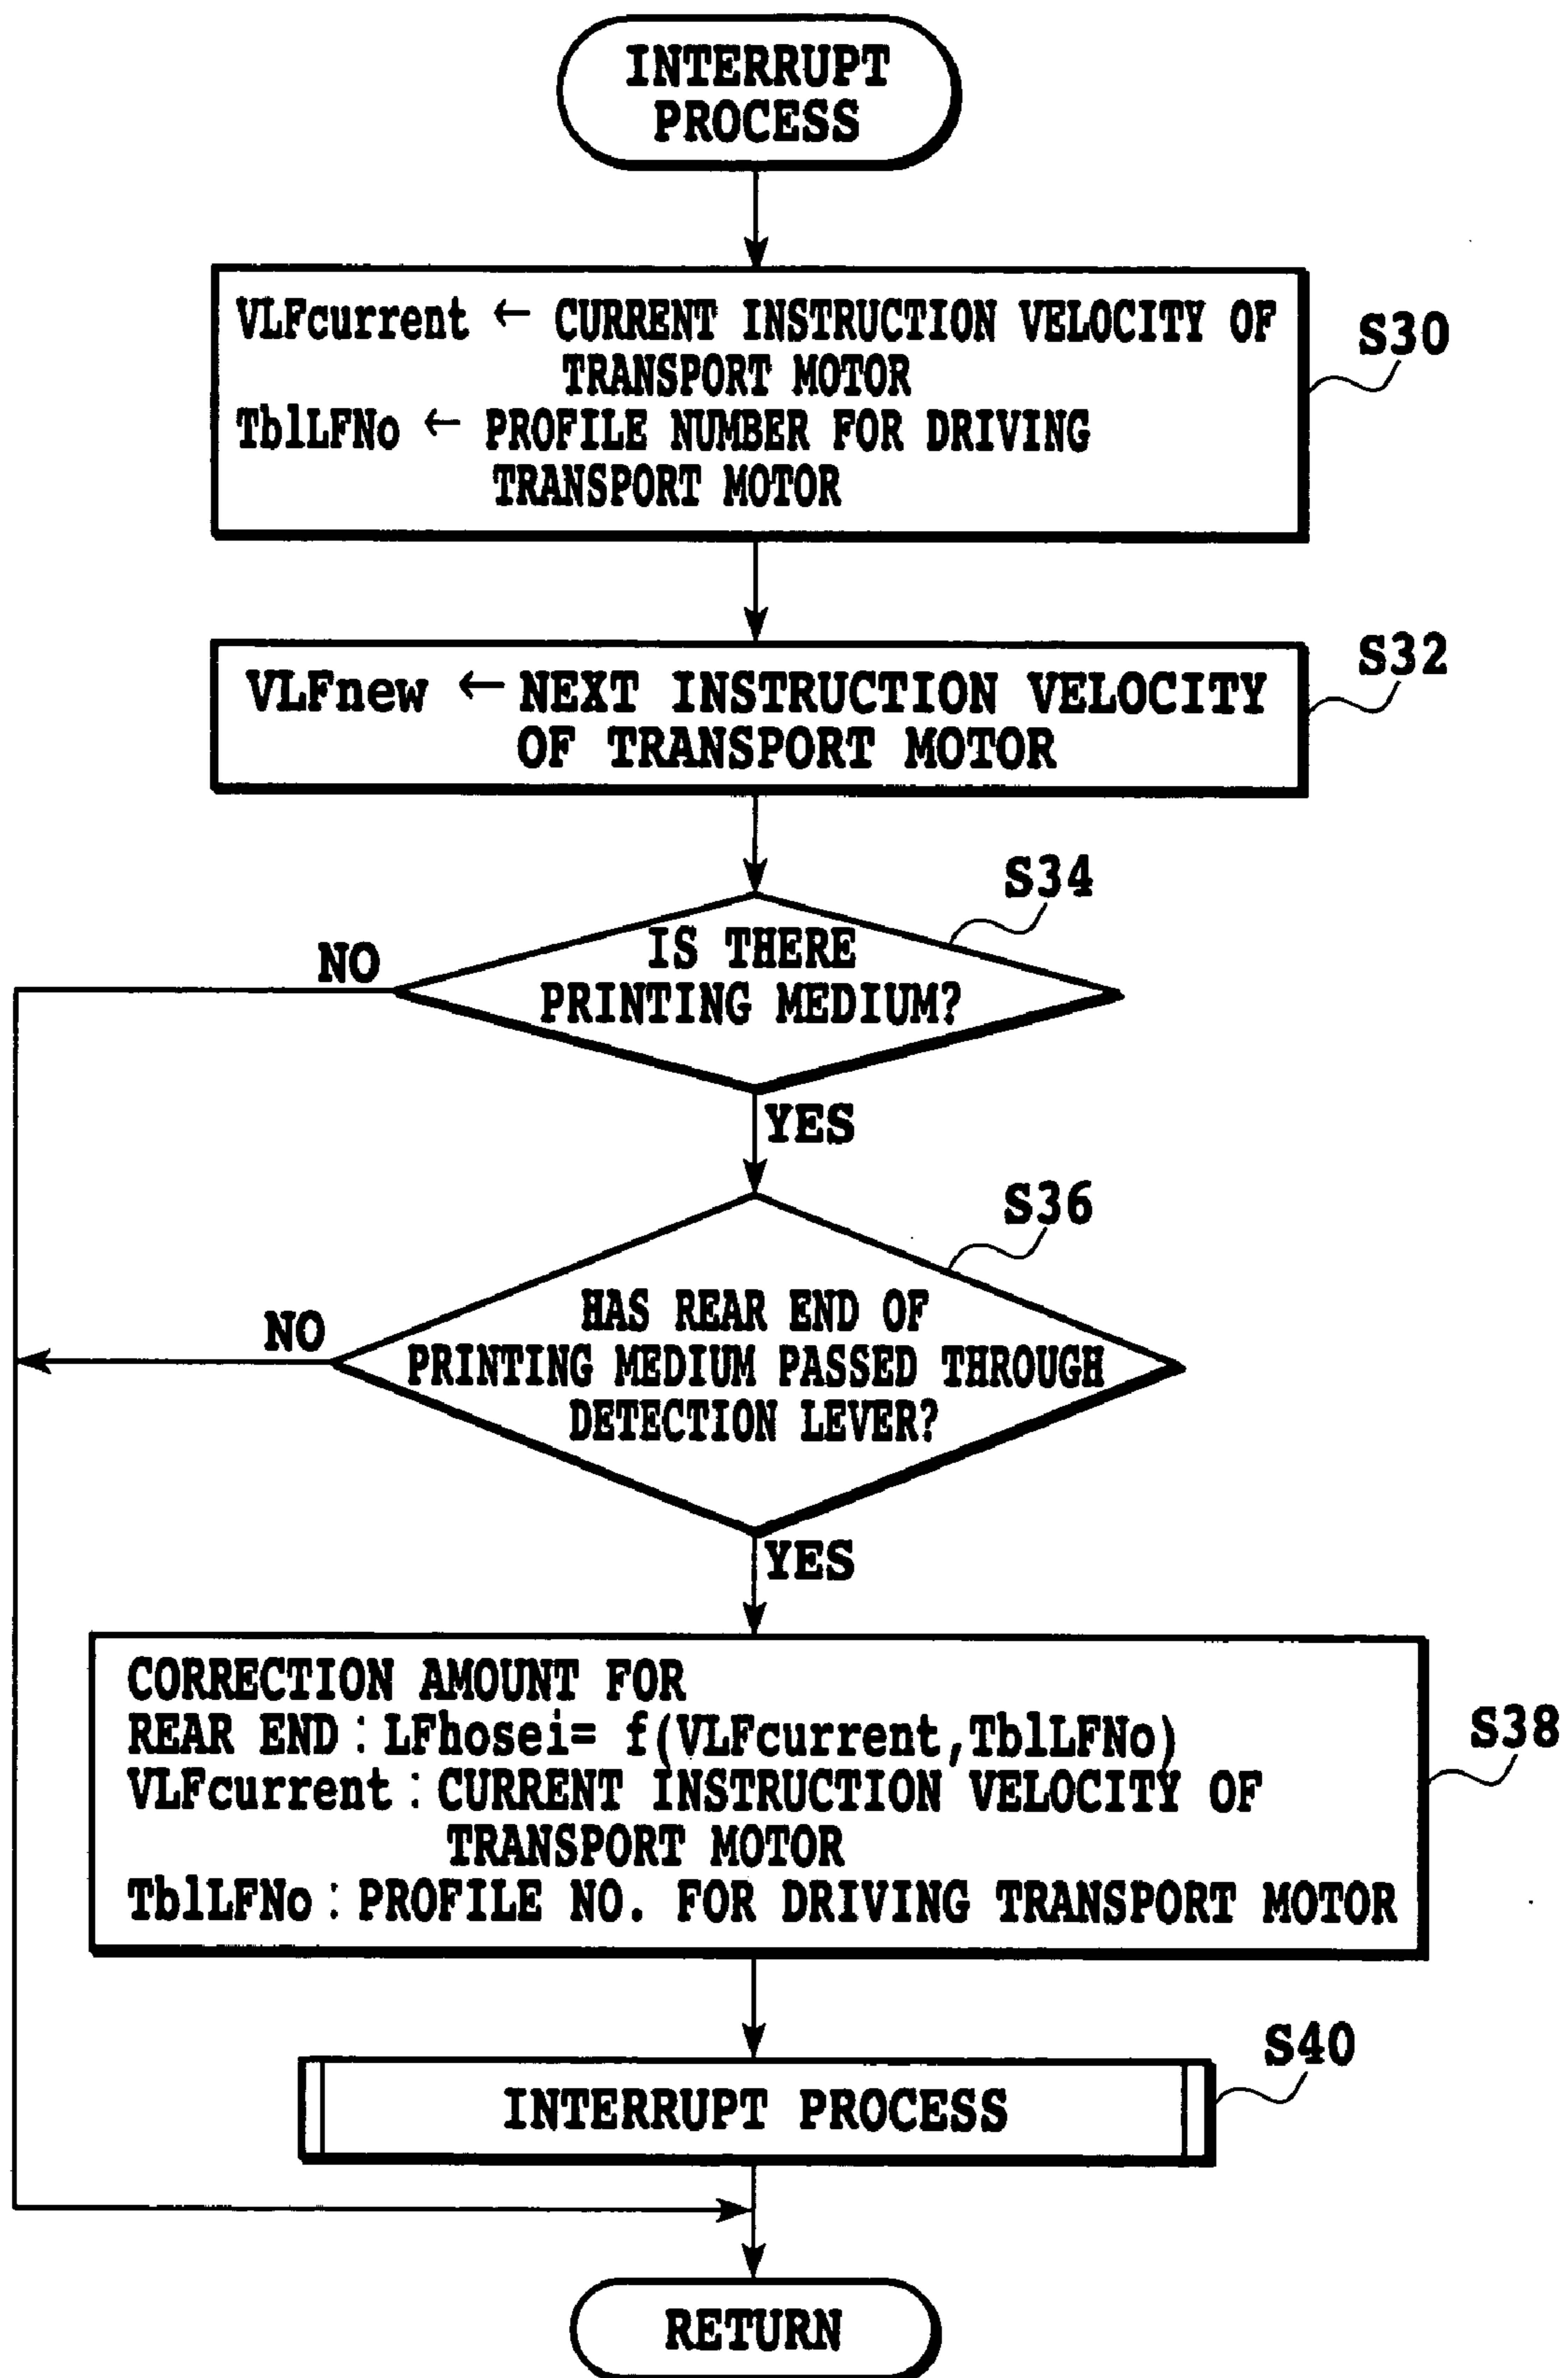 INTERRUPT
PROCESS
VLFcurrent ← CURRENT INSTRUCTION VELOCITY OF
TRANSPORT MOTOR
TblLFNo ← PROFILE NUMBER FOR DRIVING
TRANSPORT MOTOR
S30
VLFnew ← NEXT INSTRUCTION VELOCITY
OF TRANSPORT MOTOR
S32
S34
IS THERE
PRINTING MEDIUM?
NO
YES
S36
HAS REAR END OF
PRINTING MEDIUM PASSED THROUGH
DETECTION LEVER?
NO
YES
CORRECTION AMOUNT FOR
REAR END : LFhosei= f(VLFcurrent,TblLFNo)
VLFcurrent : CURRENT INSTRUCTION VELOCITY OF
TRANSPORT MOTOR
TblLFNo : PROFILE NO. FOR DRIVING TRANSPORT MOTOR
S38
S40
INTERRUPT PROCESS
RETURN